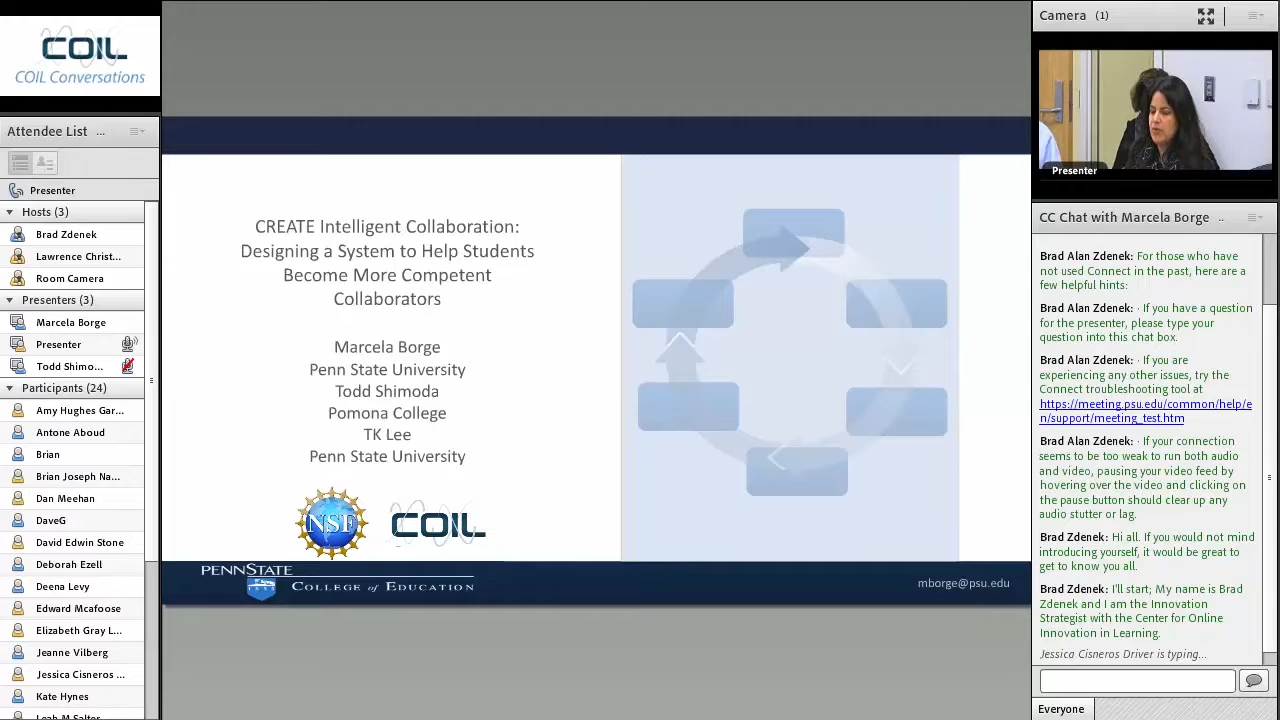 COIL
COIL Conversations
Attendee List ...
Presenter
Hosts (3)
Brad Zdenek
Lawrence Christ...
Room Camera
Presenters (3)
Marcela Borge
Presenter
Todd Shimo...
Participants (24)
Amy Hughes Gar...
Antone Aboud
Brian
Brian Joseph Na...
Dan Meehan
DaveG
David Edwin Stone
Deborah Ezell
Deena Levy
Edward Mcafoose
Elizabeth Gray L...
Jeanne Vilberg
Jessica Cisneros ...
Kate Hynes
Leah M Salter
CREATE Intelligent Collaboration:
Designing a System to Help Students
Become More Competent
Collaborators
Marcela Borge
Penn State University
Todd Shimoda
Pomona College
TK Lee
Penn State University
NSF
COIL
PENNSTATE
COLLEGE of EDUCATION
mborge@psu.edu
Camera (1)
Presenter
CC Chat with Marcela Borge ..
Brad Alan Zdenek: For those who have
not used Connect in the past, here are a
few helpful hints:
Brad Alan Zdenek: · If you have a question
for the presenter, please type your
question into this chat box.
Brad Alan Zdenek: · If you are
experiencing any other issues, try the
Connect troubleshooting tool at
https://meeting.psu.edu/common/help/e
n/support/meeting_test.htm
Brad Alan Zdenek: · If your connection
seems to be too weak to run both audio
and video, pausing your video feed by
hovering over the video and clicking on
the pause button should clear up any
audio stutter or lag.
Brad Zdenek: Hi all. If you would not mind
introducing yourself, it would be great to
get to know you all.
Brad Zdenek: I'll start; My name is Brad
Zdenek and I am the Innovation
Strategist with the Center for Online
Innovation in Learning.
Jessica Cisneros Driver is typing...
Everyone